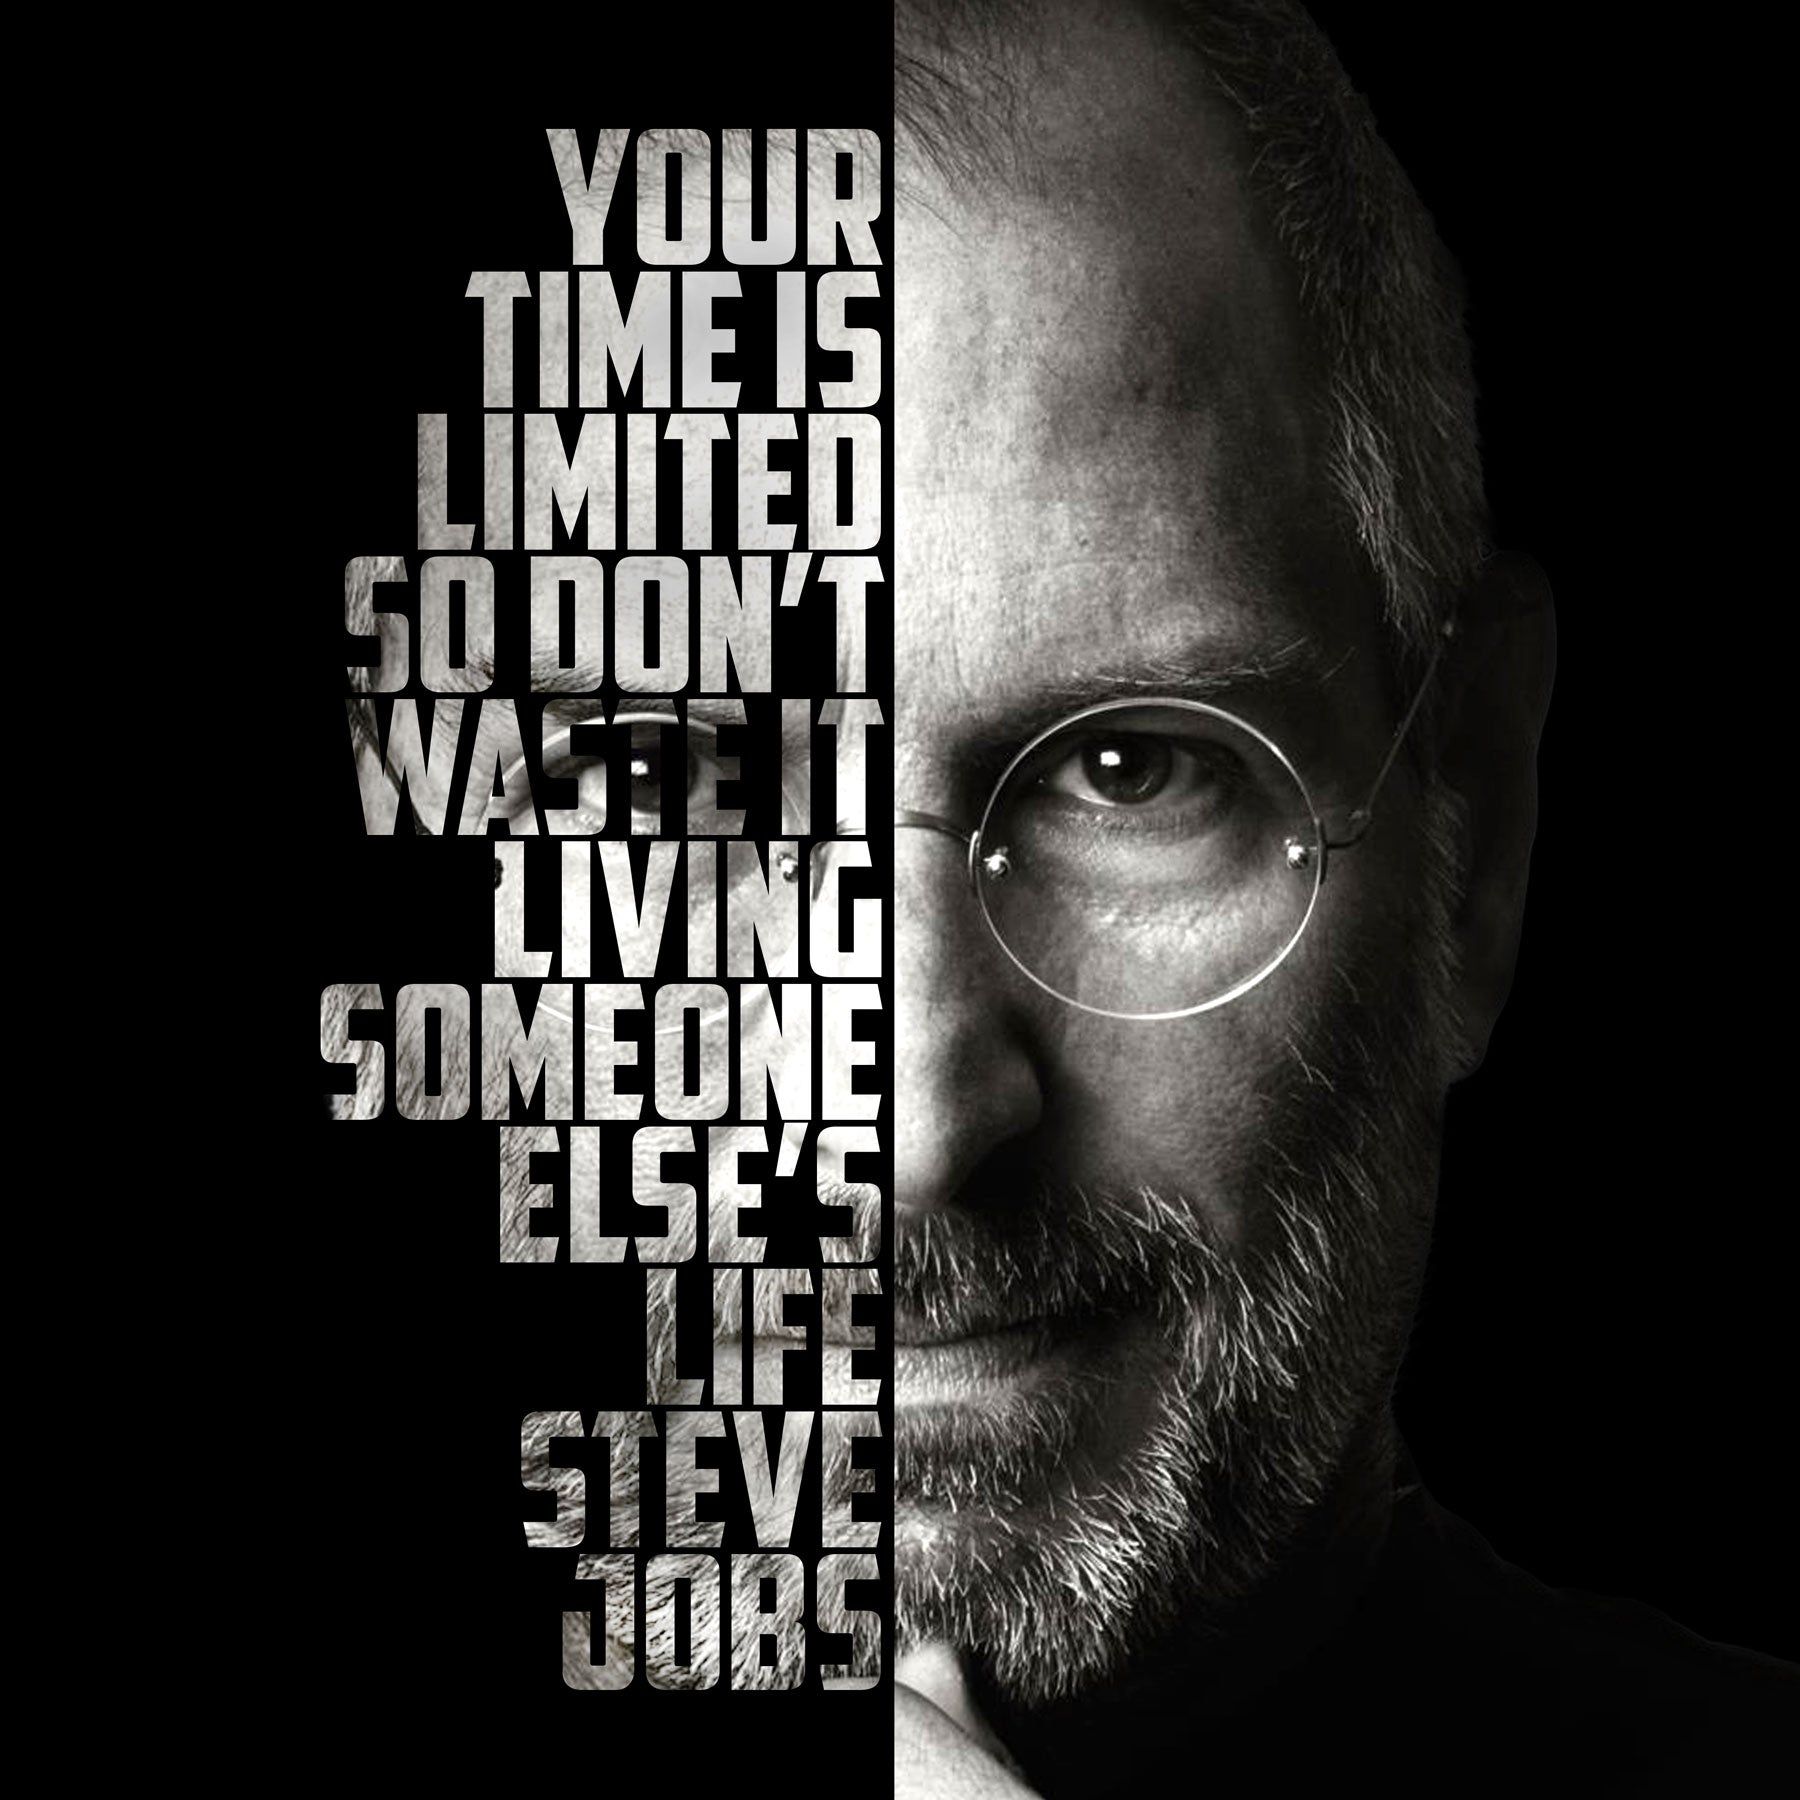 YOUR
TIME IS
LIMITED
SO DON'T
WASTE IT
LIVING
SOMEONE
ELSE'S
LIFE
STEVE
JOBS